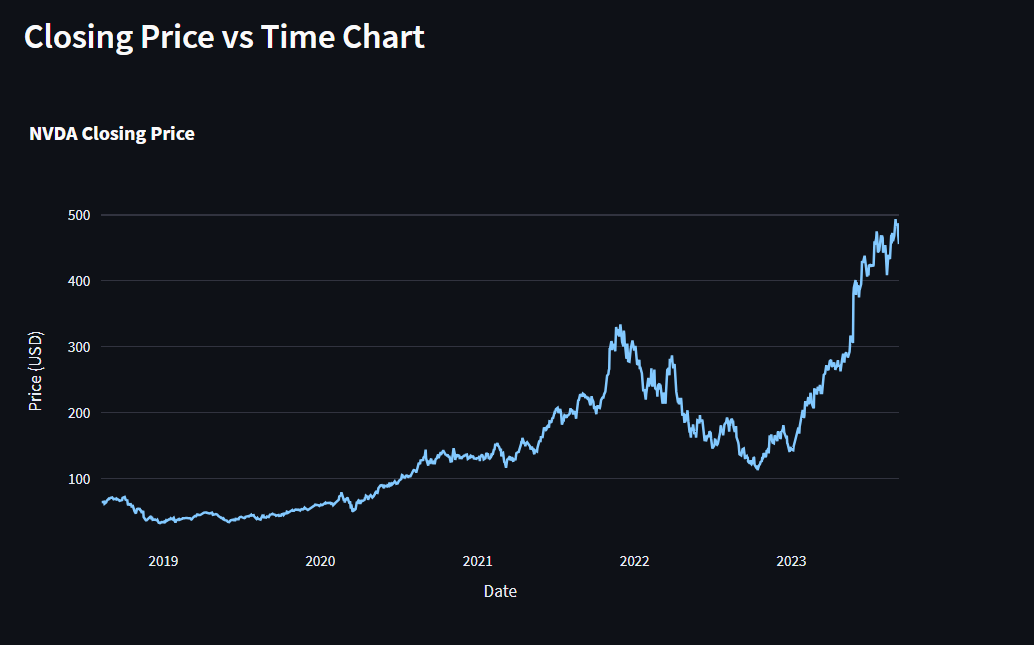 Closing Price vs Time Chart
NVDA Closing Price
500
400
300
200
100
Price (USD)
2019 2020 2021 2022 2023
Date